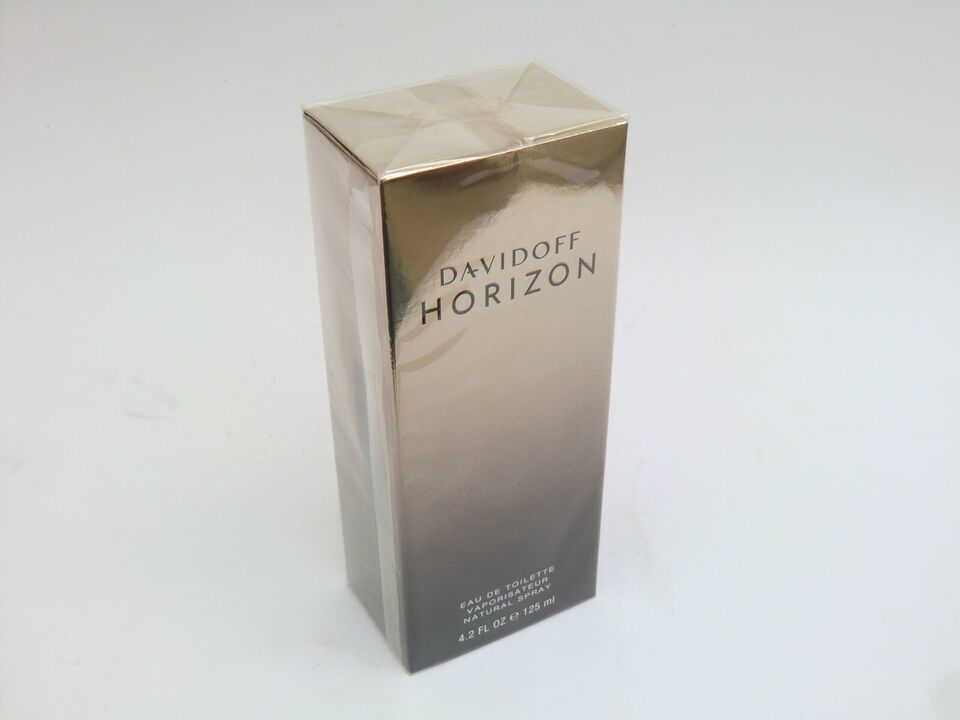 DAVIDOFF
HORIZON
EAU DE TOILETTE
VAPORISATEUR
NATURAL SPRAY
4.2 FL OZ ℮ 125 ml